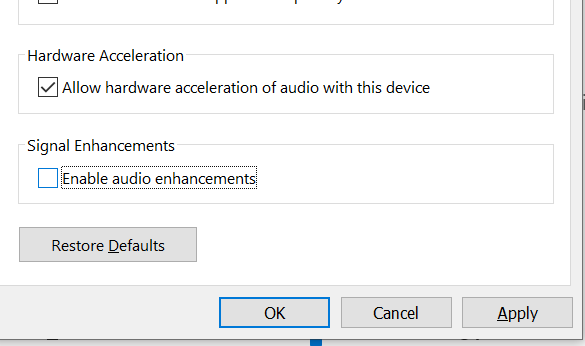 Hardware Acceleration
Allow hardware acceleration of audio with this device
Signal Enhancements
Enable audio enhancements
Restore Defaults
OK Cancel Apply